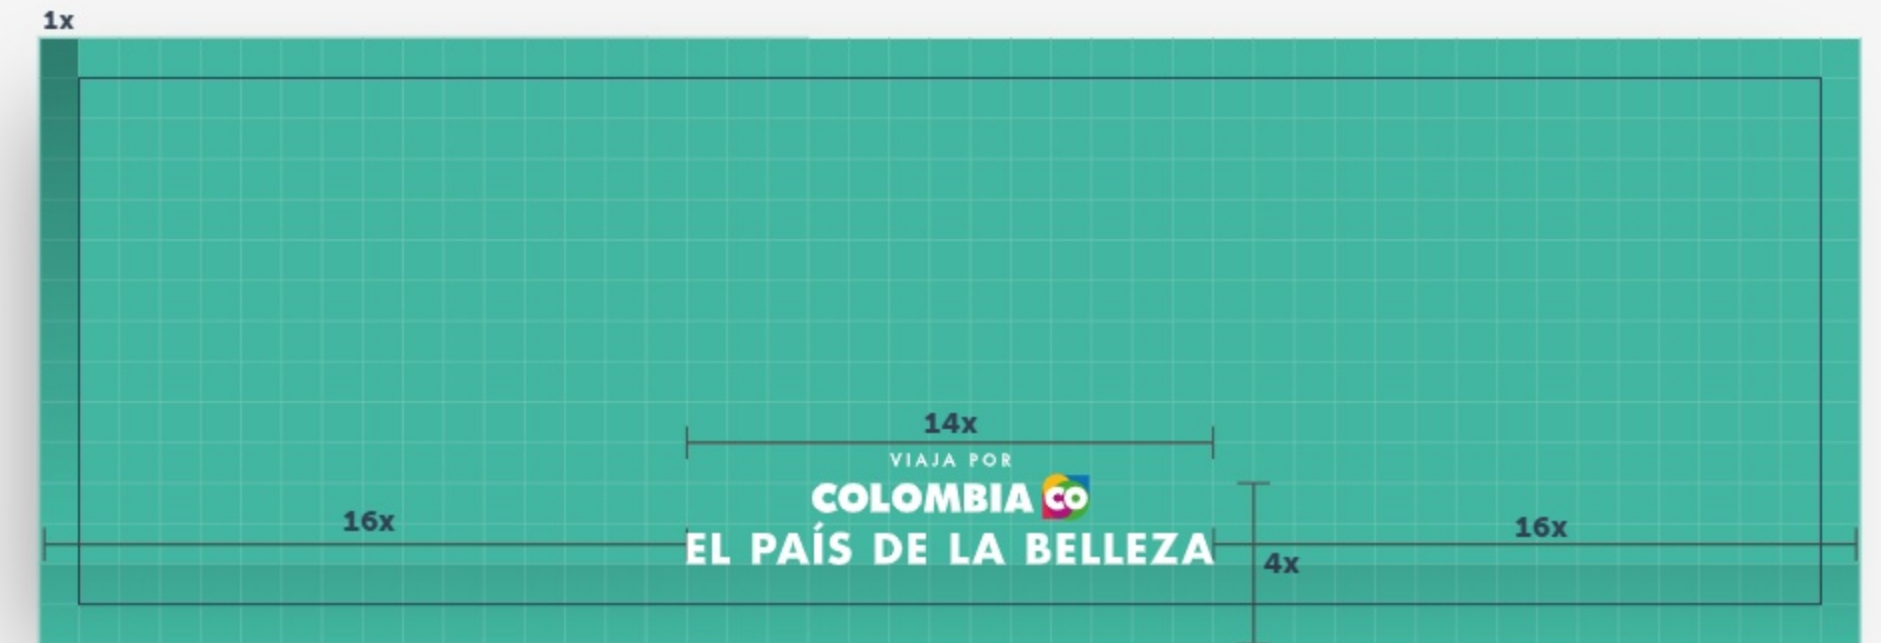 1x
14x
VIAJA POR
COLOMBIA CO
16x
16x
EL PAÍS DE LA BELLEZA
4x